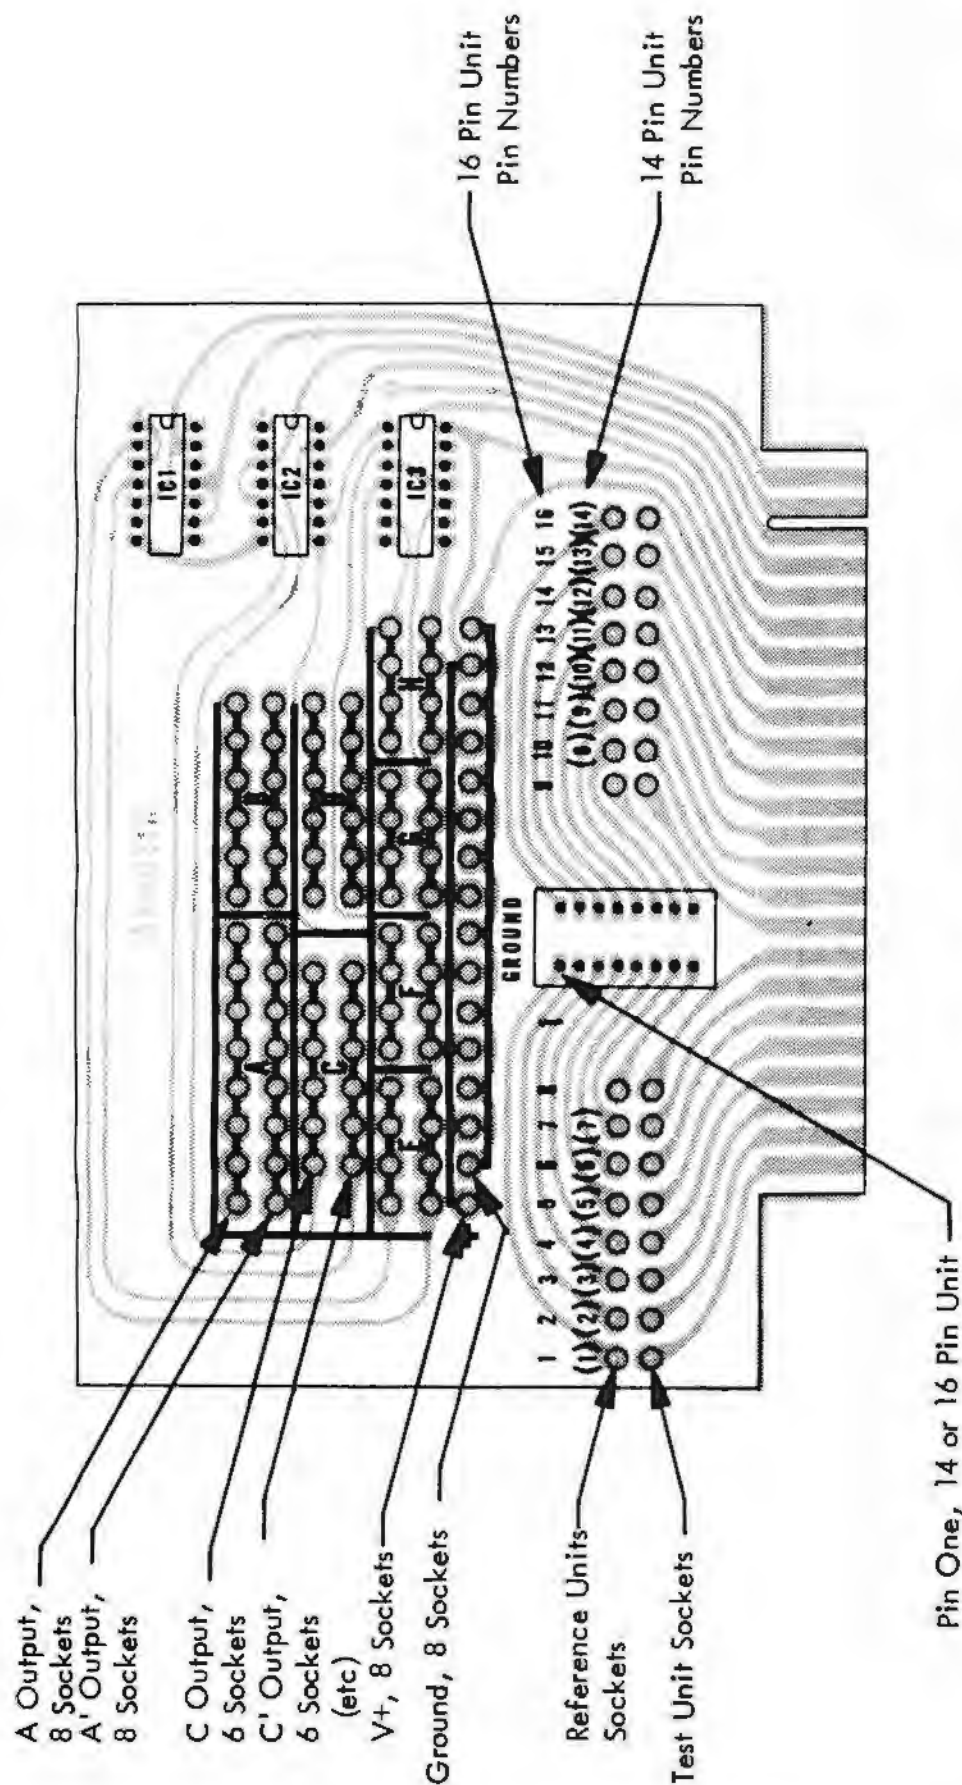 A Output,
8 Sockets
A' Output,
8 Sockets
C Output,
6 Sockets
C' Output,
6 Sockets
(etc)
V+, 8 Sockets
Ground, 8 Sockets
Reference Units
Sockets
Test Unit Sockets
Pin One, 14 or 16 Pin Unit
16 Pin Unit
Pin Numbers
14 Pin Unit
Pin Numbers
IC1
IC2
IC3
A
B
C
D
E
F
G
H
GROUND
1 2 3 4 5 6 7 8
(1)(2)(3)(4)(5)(6)(7)
9 10 11 12 13 14 15 16
(8)(9)(10)(11)(12)(13)(14)